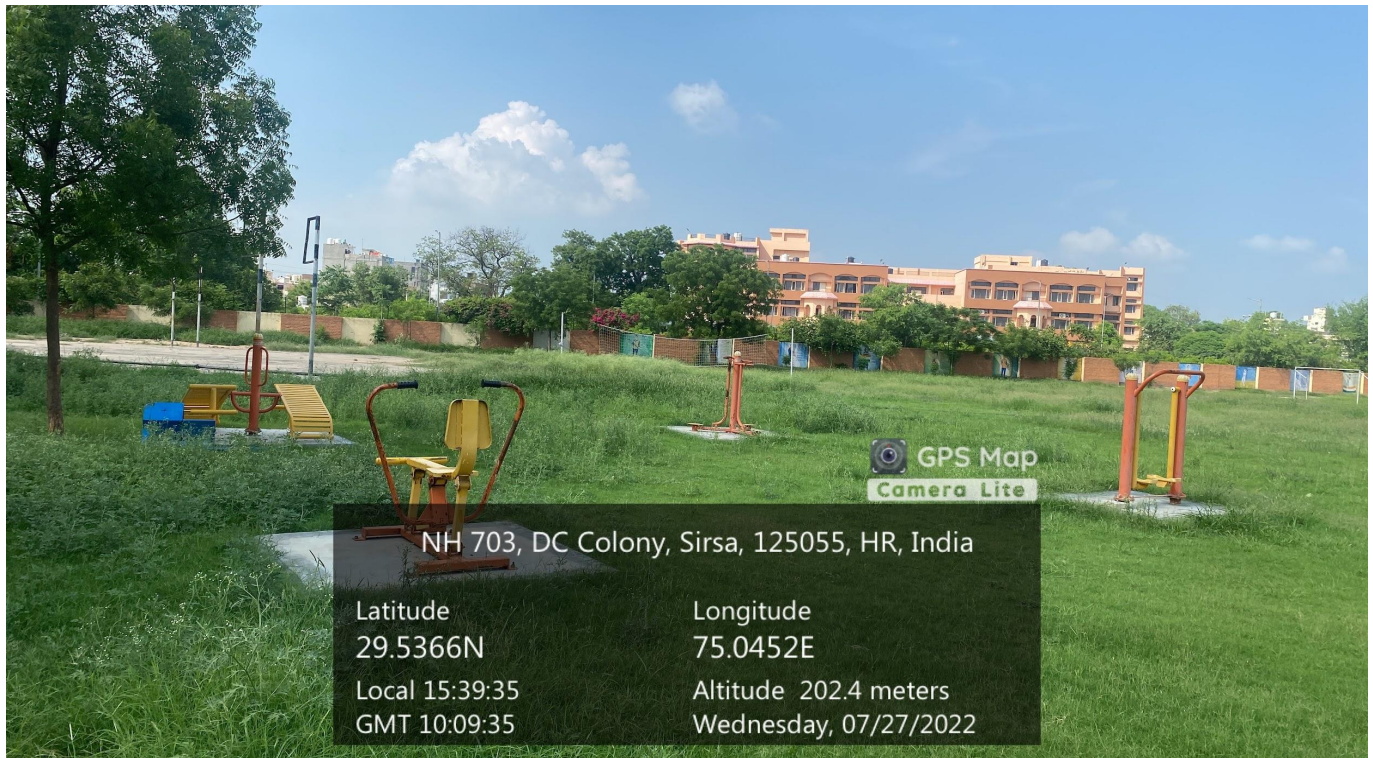 GPS Map
Camera Lite
NH 703, DC Colony, Sirsa, 125055, HR, India
Latitude
29.5366N
Longitude
75.0452E
Local 15:39:35
GMT 10:09:35
Altitude 202.4 meters
Wednesday, 07/27/2022